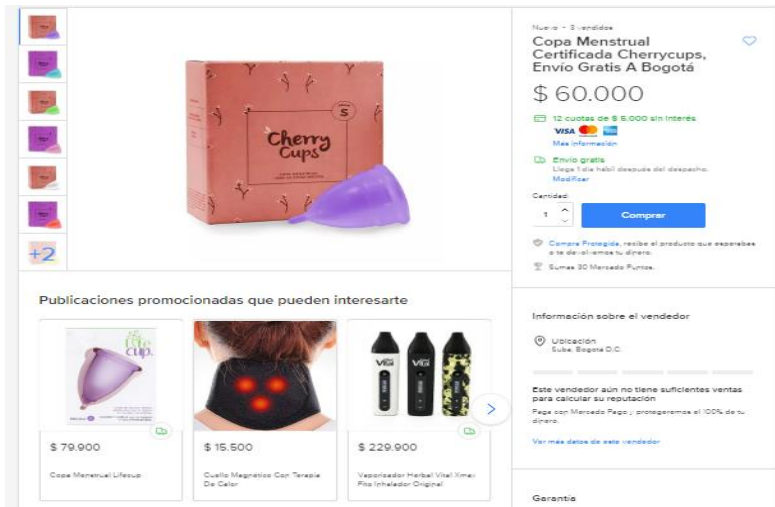 Nuevo - 3 vendidos
Copa Menstrual
Certificada Cherrycups,
Envío Gratis A Bogotá
$ 60.000
12 cuotas de $ 5.000 sin interés
VISA
Más información
Envío gratis
Llega 1 día hábil después del despacho.
Modificar
Cantidad:
1
Comprar
Compra Protegida, recibe el producto que esperabas
o te devolvemos tu dinero.
Sumas 30 Mercado Puntos.
S
Cherry
Cups
+2
Publicaciones promocionadas que pueden interesarte
life
cup.
$ 79.900
Copa Menstrual Lifecup
$ 15.500
Cuello Magnético Con Terapia
De Calor
$ 229.900
Vaporizador Herbal Vital Xmax
Fito Inhalador Original
Información sobre el vendedor
Ubicación
Suba, Bogotá D.C.
Este vendedor aún no tiene suficientes ventas
para calcular su reputación
Paga con Mercado Pago y protegeremos el 100% de tu
dinero.
Ver más datos de este vendedor
Garantía